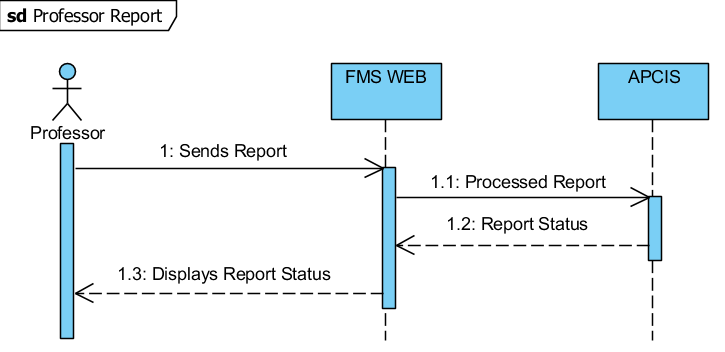 sd Professor Report
FMS WEB
APCIS
Professor
1: Sends Report
1.1: Processed Report
1.2: Report Status
1.3: Displays Report Status